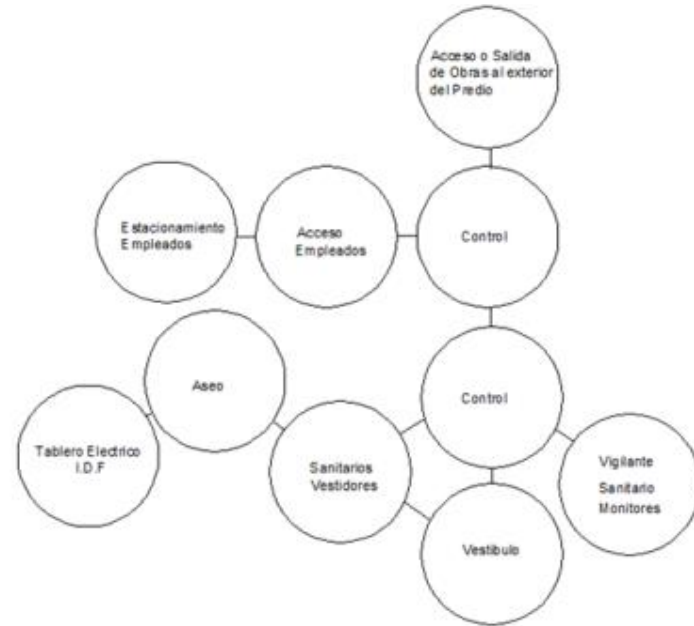 Acceso o Salida
de Obras al exterior
del Predio
Estacionamiento
Empleados
Acceso
Empleados
Control
Aseo
Control
Tablero Electrico
I.D.F
Sanitarios
Vestidores
Vigilante
Sanitario
Monitores
Vestibulo